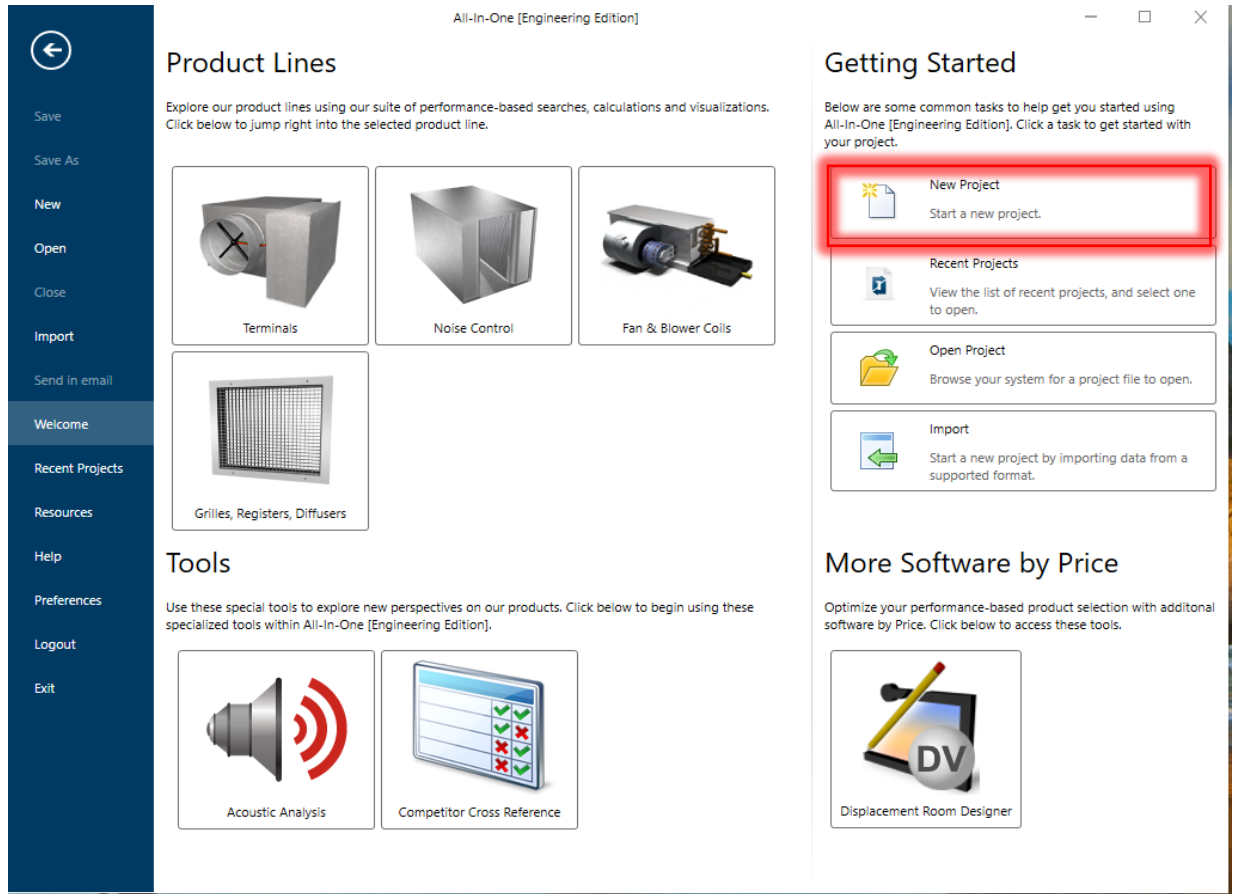 All-In-One [Engineering Edition]
Save
Save As
New
Open
Close
Import
Send in email
Welcome
Recent Projects
Resources
Help
Preferences
Logout
Exit
Product Lines
Explore our product lines using our suite of performance-based searches, calculations and visualizations.
Click below to jump right into the selected product line.
Terminals
Noise Control
Fan & Blower Coils
Grilles, Registers, Diffusers
Tools
Use these special tools to explore new perspectives on our products. Click below to begin using these
specialized tools within All-In-One [Engineering Edition].
Acoustic Analysis
Competitor Cross Reference
Getting Started
Below are some common tasks to help get you started using
All-In-One [Engineering Edition]. Click a task to get started with
your project.
New Project
Start a new project.
Recent Projects
View the list of recent projects, and select one
to open.
Open Project
Browse your system for a project file to open.
Import
Start a new project by importing data from a
supported format.
More Software by Price
Optimize your performance-based product selection with additonal
software by Price. Click below to access these tools.
DV
Displacement Room Designer